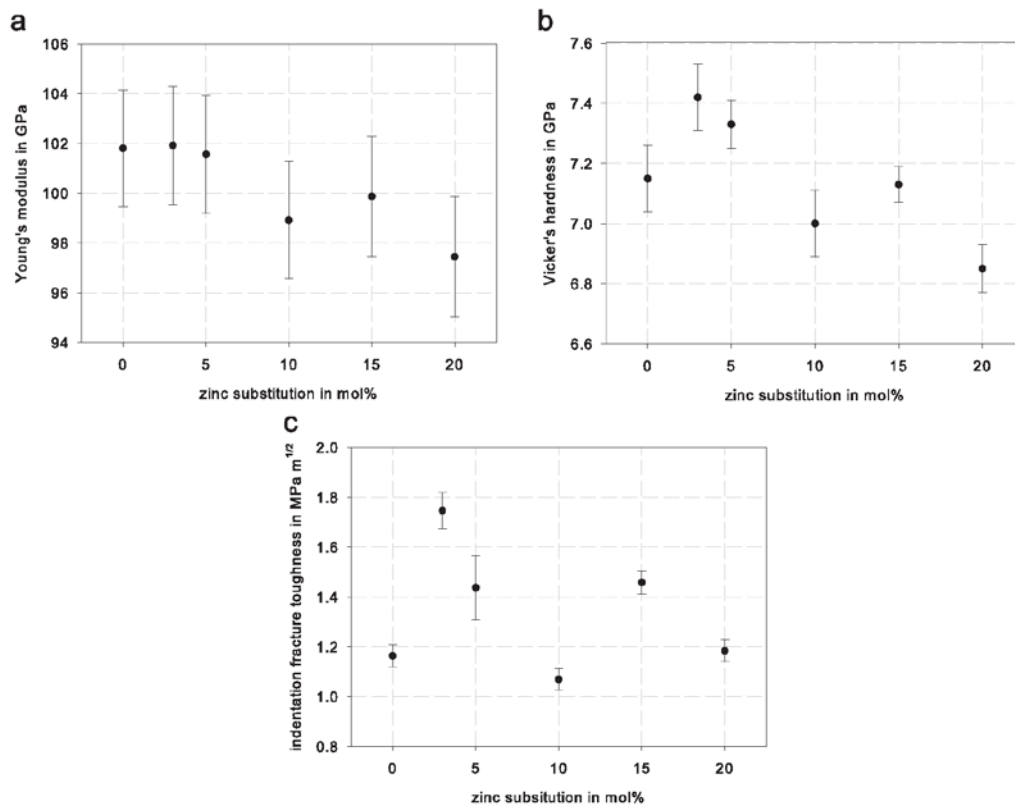 a
106
104
102
100
98
96
94
Young's modulus in GPa
0 5 10 15 20
zinc substitution in mol%
b
7.6
7.4
7.2
7.0
6.8
6.6
Vicker's hardness in GPa
0 5 10 15 20
zinc substitution in mol%
c
2.0
1.8
1.6
1.4
1.2
1.0
0.8
indentation fracture toughness in MPa m^1/2
0 5 10 15 20
zinc subsitution in mol%